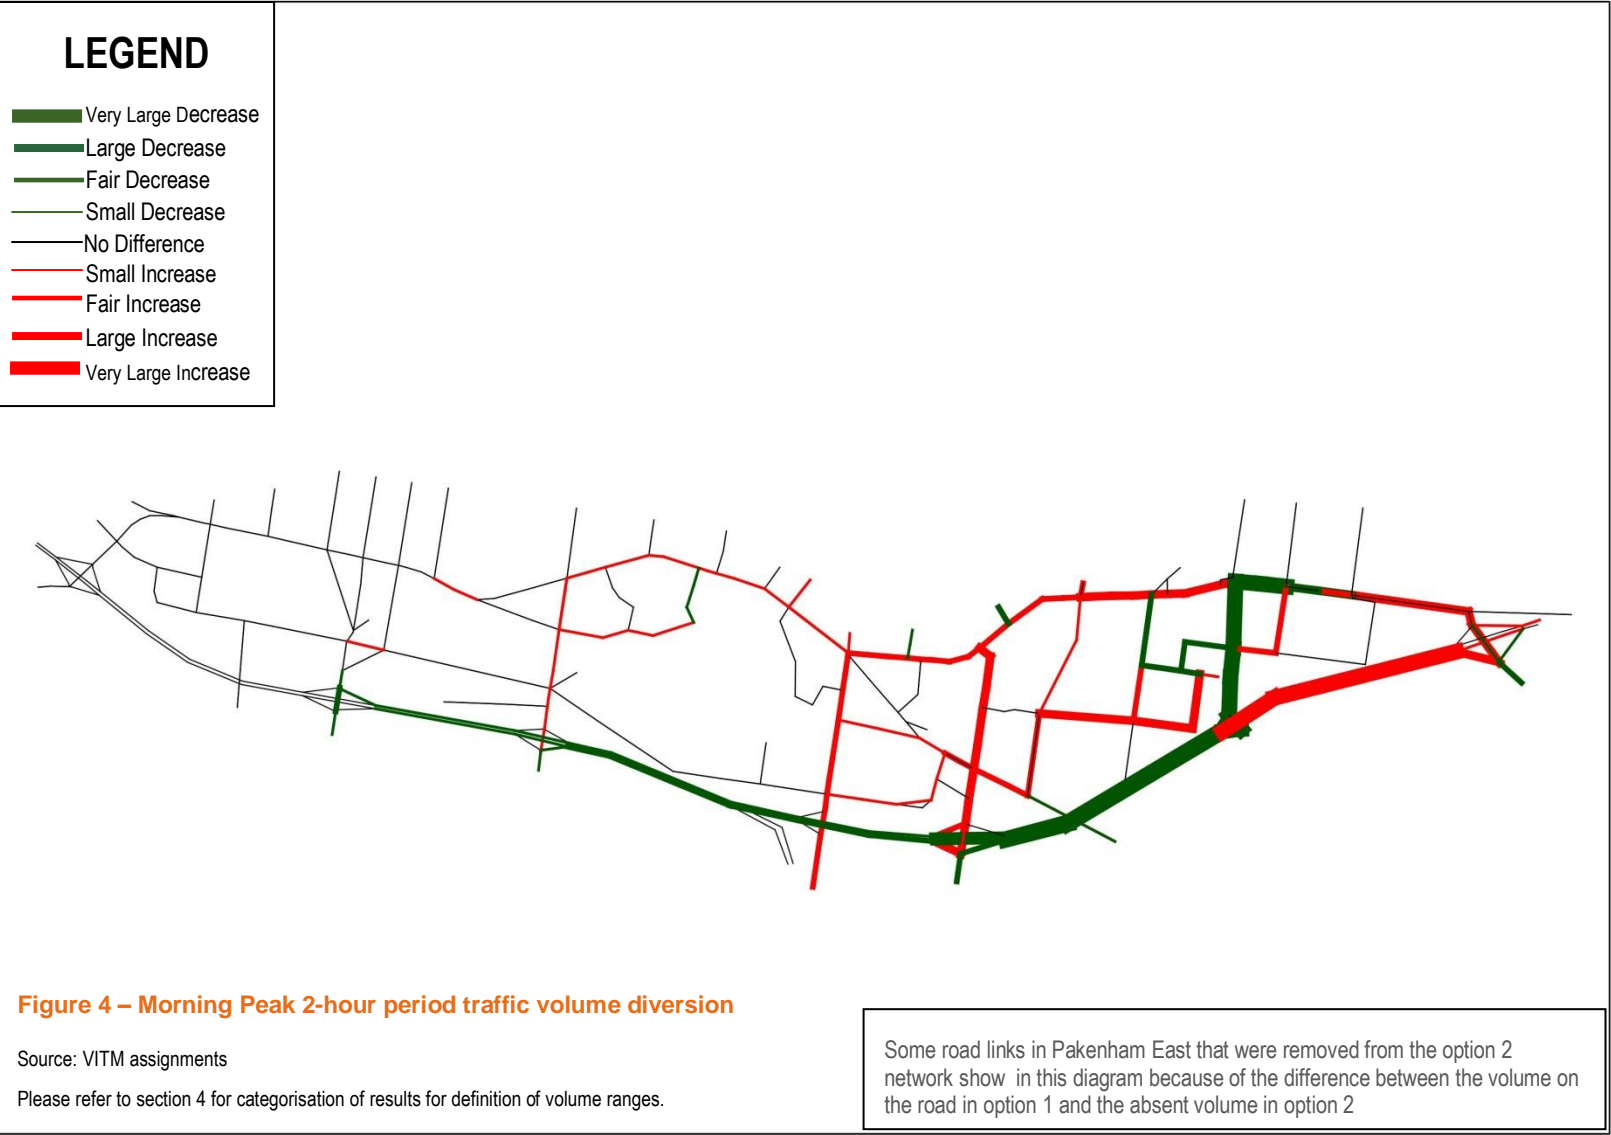 LEGEND
Very Large Decrease
Large Decrease
Fair Decrease
Small Decrease
No Difference
Small Increase
Fair Increase
Large Increase
Very Large Increase
Figure 4 – Morning Peak 2-hour period traffic volume diversion
Source: VITM assignments
Please refer to section 4 for categorisation of results for definition of volume ranges.
Some road links in Pakenham East that were removed from the option 2
network show in this diagram because of the difference between the volume on
the road in option 1 and the absent volume in option 2